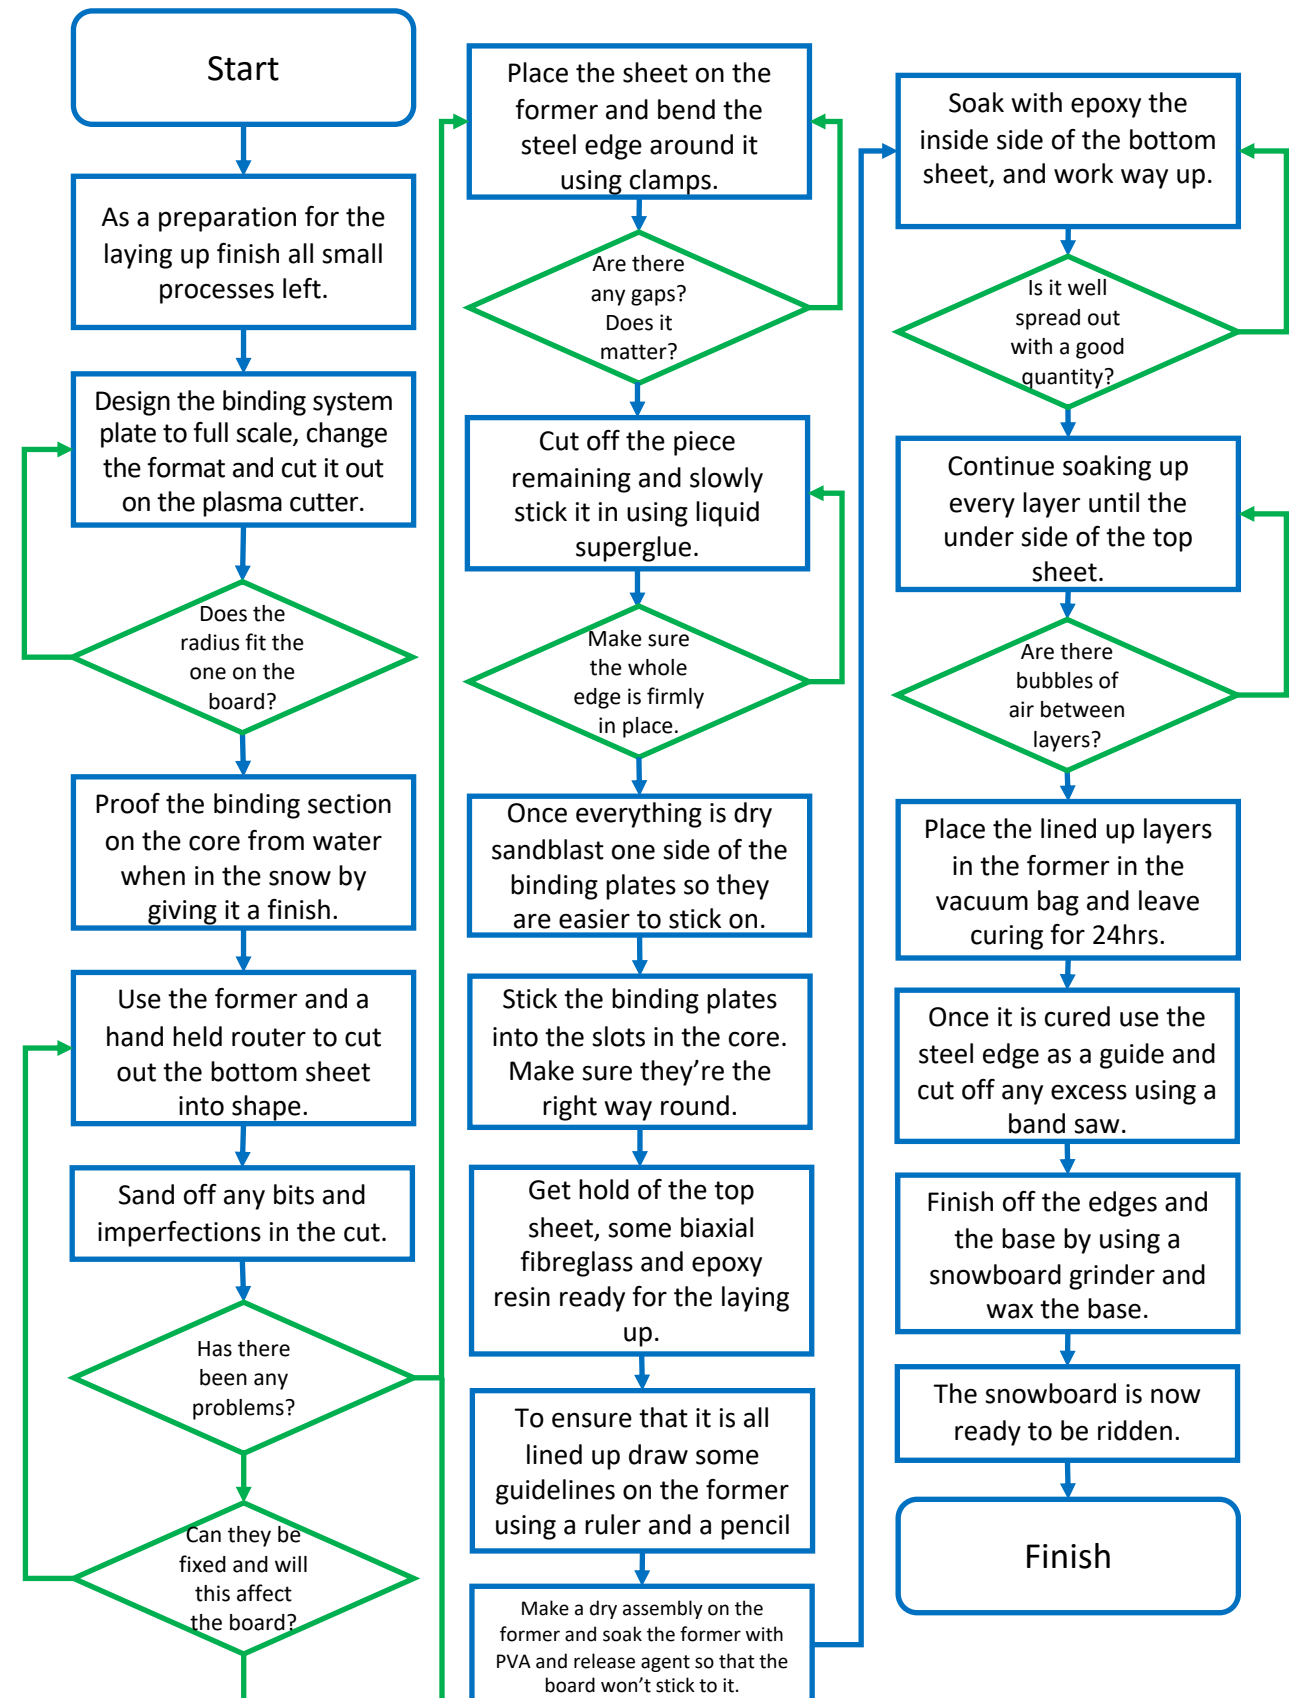 Start
As a preparation for the
laying up finish all small
processes left.
Design the binding system
plate to full scale, change
the format and cut it out
on the plasma cutter.
Does the
radius fit the
one on the
board?
Proof the binding section
on the core from water
when in the snow by
giving it a finish.
Use the former and a
hand held router to cut
out the bottom sheet
into shape.
Sand off any bits and
imperfections in the cut.
Has there
been any
problems?
Can they be
fixed and will
this affect
the board?
Place the sheet on the
former and bend the
steel edge around it
using clamps.
Are there
any gaps?
Does it
matter?
Cut off the piece
remaining and slowly
stick it in using liquid
superglue.
Make sure
the whole
edge is firmly
in place.
Once everything is dry
sandblast one side of the
binding plates so they
are easier to stick on.
Stick the binding plates
into the slots in the core.
Make sure they’re the
right way round.
Get hold of the top
sheet, some biaxial
fibreglass and epoxy
resin ready for the laying
up.
To ensure that it is all
lined up draw some
guidelines on the former
using a ruler and a pencil
Make a dry assembly on the
former and soak the former with
PVA and release agent so that the
board won’t stick to it.
Soak with epoxy the
inside side of the bottom
sheet, and work way up.
Is it well
spread out
with a good
quantity?
Continue soaking up
every layer until the
under side of the top
sheet.
Are there
bubbles of
air between
layers?
Place the lined up layers
in the former in the
vacuum bag and leave
curing for 24hrs.
Once it is cured use the
steel edge as a guide and
cut off any excess using a
band saw.
Finish off the edges and
the base by using a
snowboard grinder and
wax the base.
The snowboard is now
ready to be ridden.
Finish